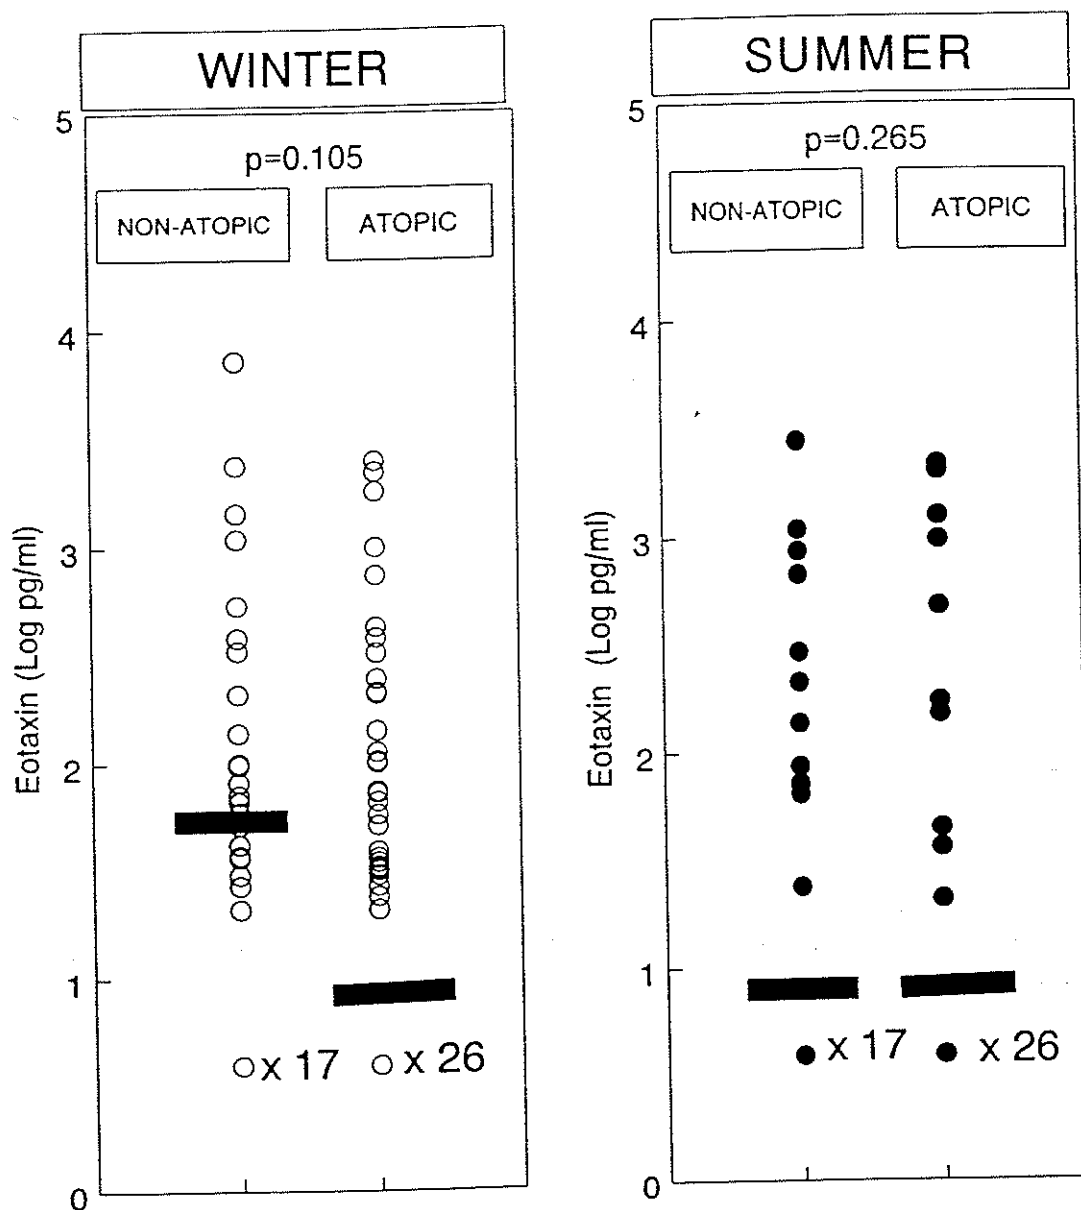 WINTER
p=0.105
NON-ATOPIC
ATOPIC
5
4
3
2
1
0
Eotaxin (Log pg/ml)
x 17
x 26
SUMMER
p=0.265
NON-ATOPIC
ATOPIC
5
4
3
2
1
0
Eotaxin (Log pg/ml)
x 17
x 26